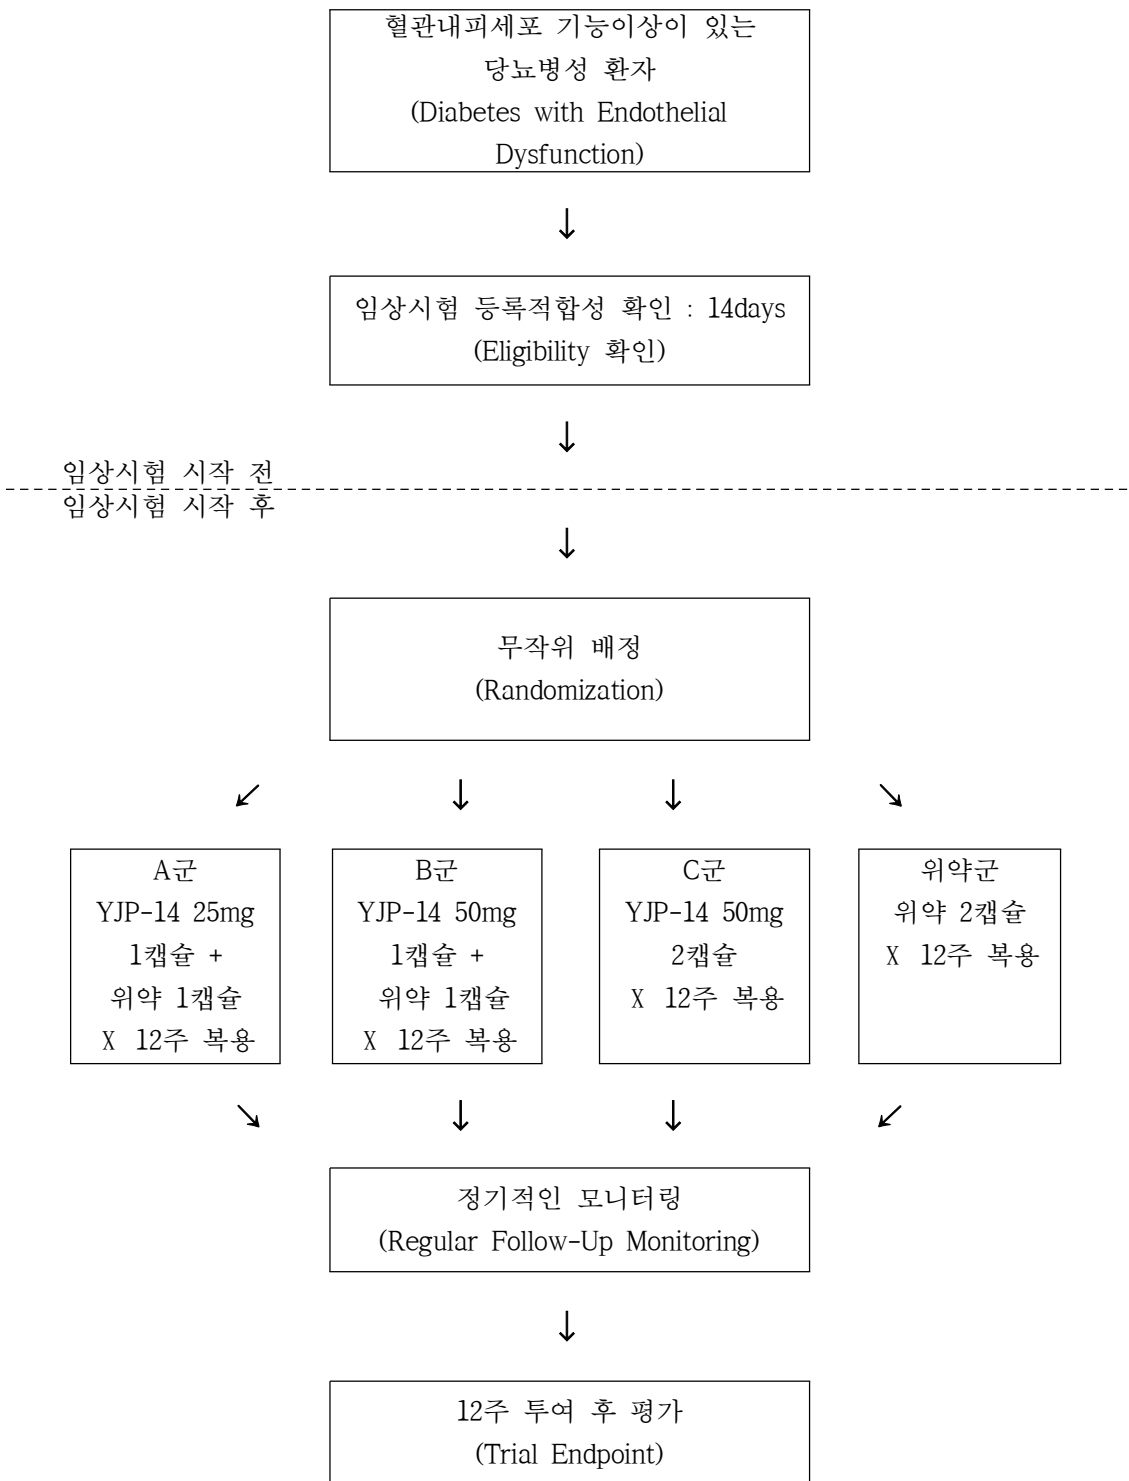 혈관내피세포 기능이상이 있는
당뇨병성 환자
(Diabetes with Endothelial
Dysfunction)
↓
임상시험 등록적합성 확인 : 14days
(Eligibility 확인)
↓
임상시험 시작 전
임상시험 시작 후
↓
무작위 배정
(Randomization)
↙ ↓ ↓ ↘
A군
YJP-14 25mg
1캡슐 +
위약 1캡슐
X 12주 복용
B군
YJP-14 50mg
1캡슐 +
위약 1캡슐
X 12주 복용
C군
YJP-14 50mg
2캡슐
X 12주 복용
위약군
위약 2캡슐
X 12주 복용
↘ ↓ ↓ ↙
정기적인 모니터링
(Regular Follow-Up Monitoring)
↓
12주 투여 후 평가
(Trial Endpoint)